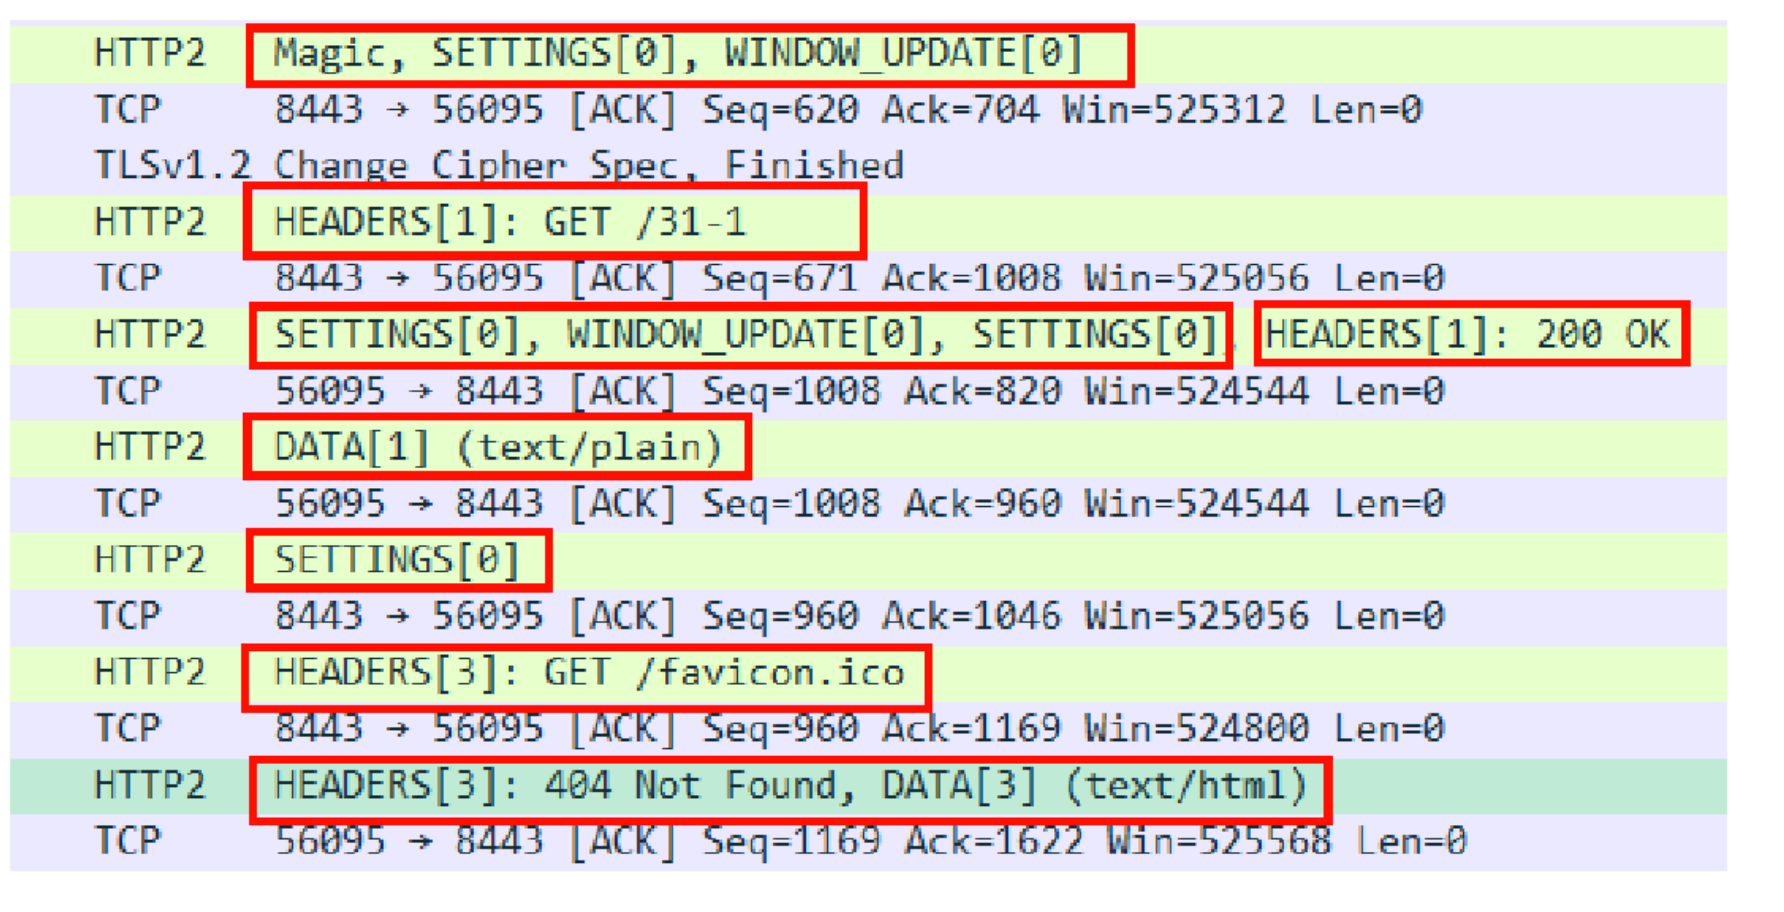 HTTP2 Magic, SETTINGS[0], WINDOW_UPDATE[0]
TCP 8443 → 56095 [ACK] Seq=620 Ack=704 Win=525312 Len=0
TLSv1.2 Change Cipher Spec, Finished
HTTP2 HEADERS[1]: GET /31-1
TCP 8443 → 56095 [ACK] Seq=671 Ack=1008 Win=525056 Len=0
HTTP2 SETTINGS[0], WINDOW_UPDATE[0], SETTINGS[0], HEADERS[1]: 200 OK
TCP 56095 → 8443 [ACK] Seq=1008 Ack=820 Win=524544 Len=0
HTTP2 DATA[1] (text/plain)
TCP 56095 → 8443 [ACK] Seq=1008 Ack=960 Win=524544 Len=0
HTTP2 SETTINGS[0]
TCP 8443 → 56095 [ACK] Seq=960 Ack=1046 Win=525056 Len=0
HTTP2 HEADERS[3]: GET /favicon.ico
TCP 8443 → 56095 [ACK] Seq=960 Ack=1169 Win=524800 Len=0
HTTP2 HEADERS[3]: 404 Not Found, DATA[3] (text/html)
TCP 56095 → 8443 [ACK] Seq=1169 Ack=1622 Win=525568 Len=0